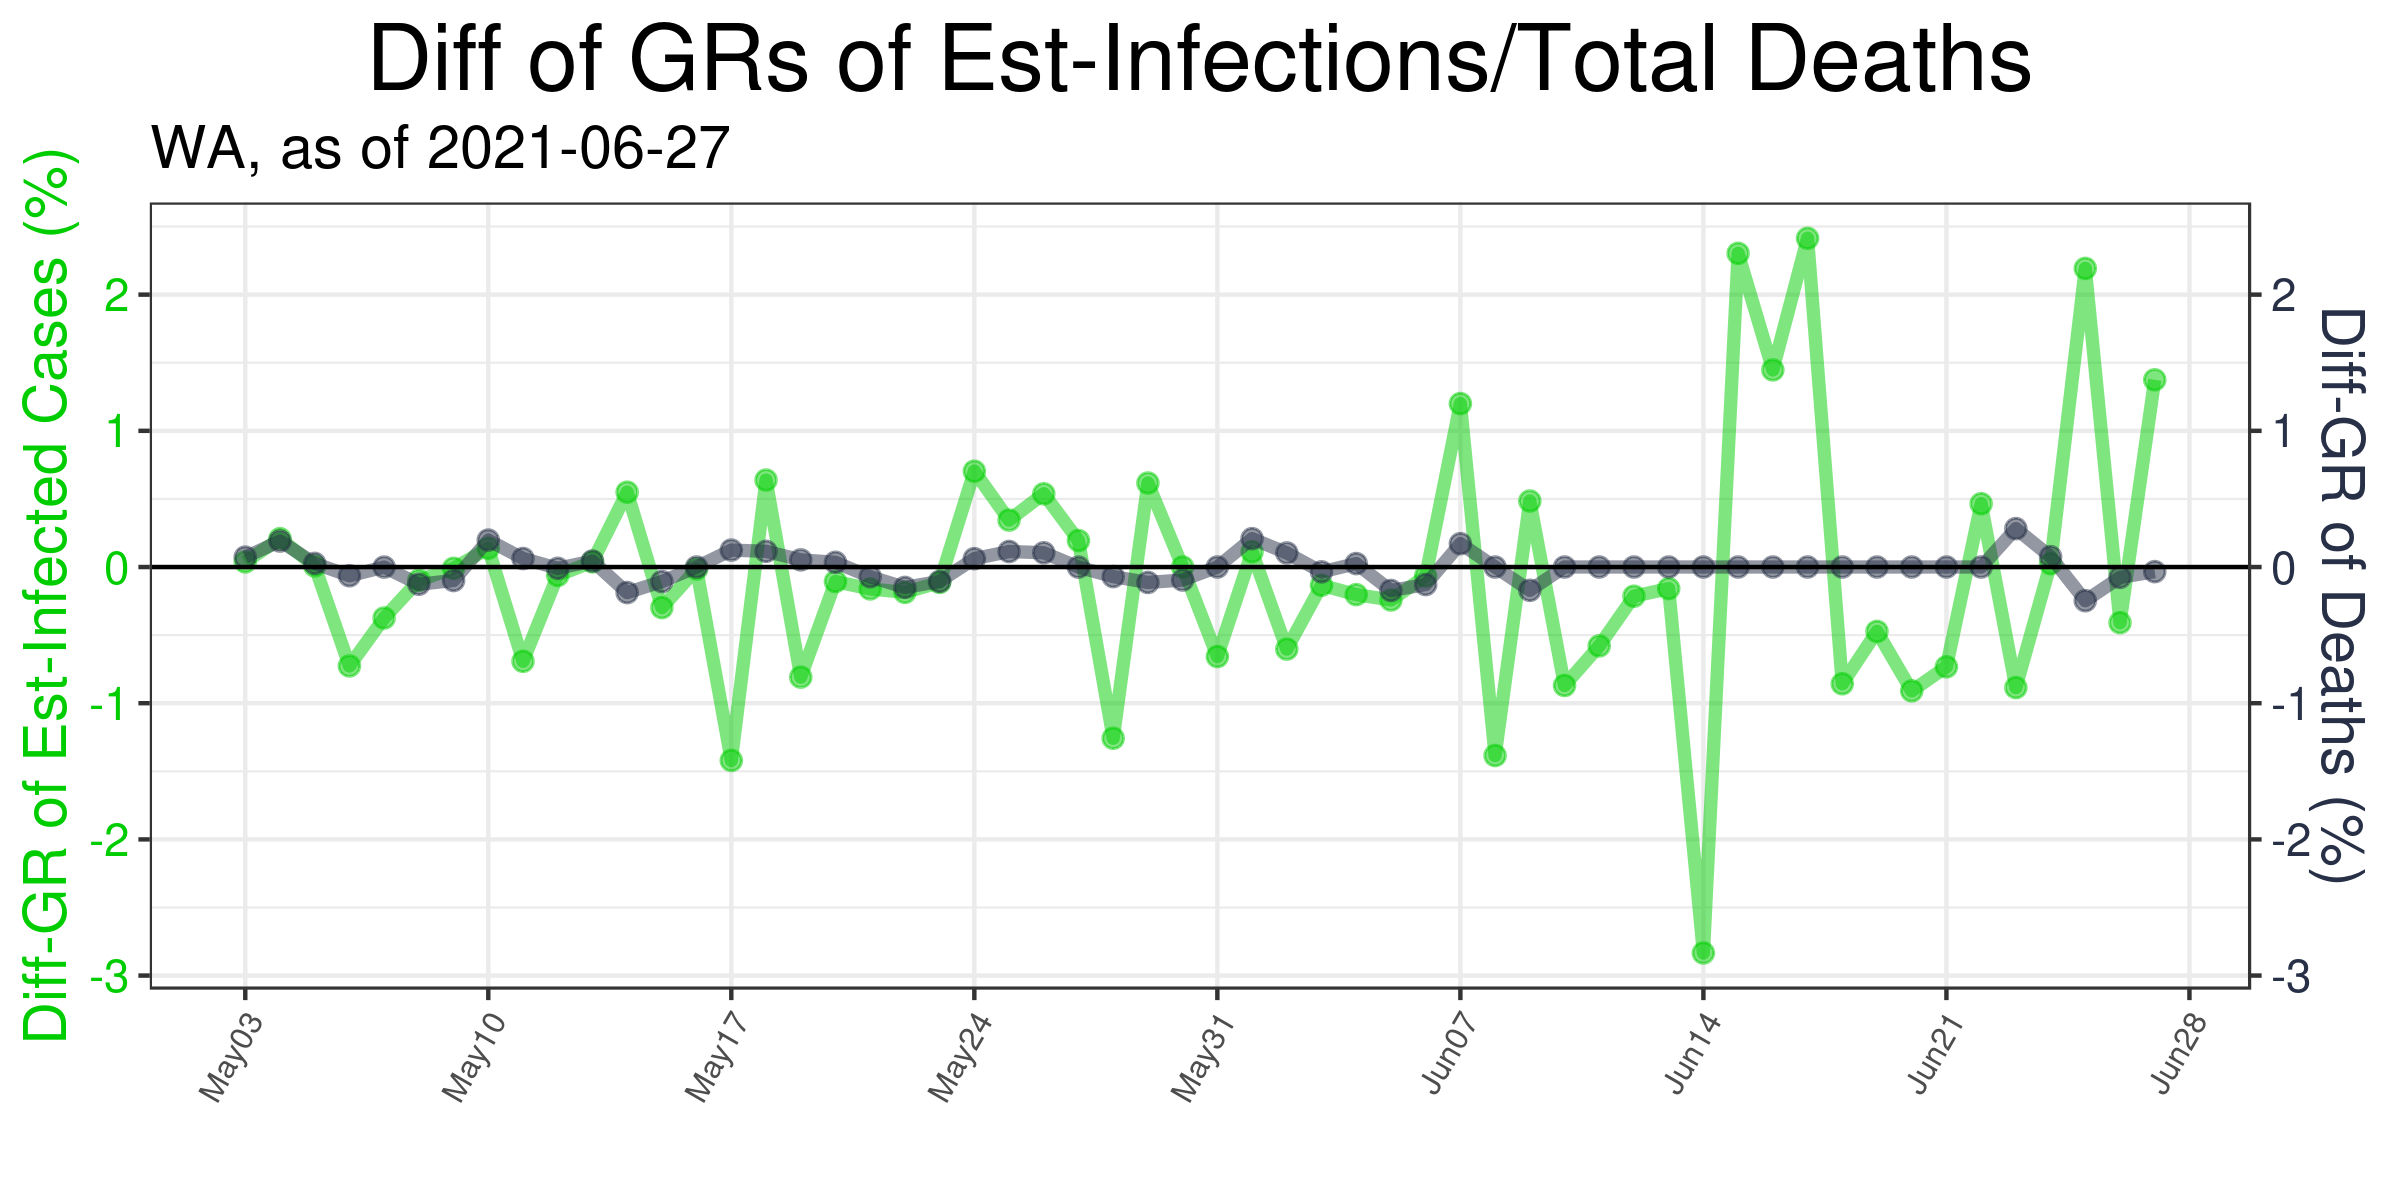 Diff of GRs of Est-Infections/Total Deaths
WA, as of 2021-06-27
Diff-GR of Est-Infected Cases (%)
2
1
0
-1
-2
-3
2
1
0
-1
-2
-3
Diff-GR of Deaths (%)
May03
May10
May17
May24
May31
Jun07
Jun14
Jun21
Jun28